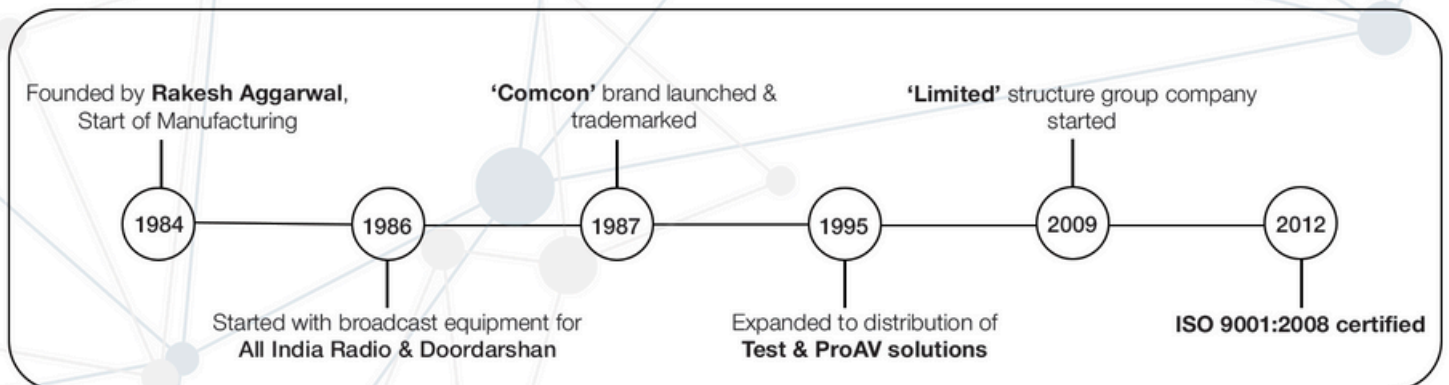 Founded by Rakesh Aggarwal,
Start of Manufacturing
‘Comcon’ brand launched &
trademarked
‘Limited’ structure group company
started
1984
1986
1987
1995
2009
2012
Started with broadcast equipment for
All India Radio & Doordarshan
Expanded to distribution of
Test & ProAV solutions
ISO 9001:2008 certified